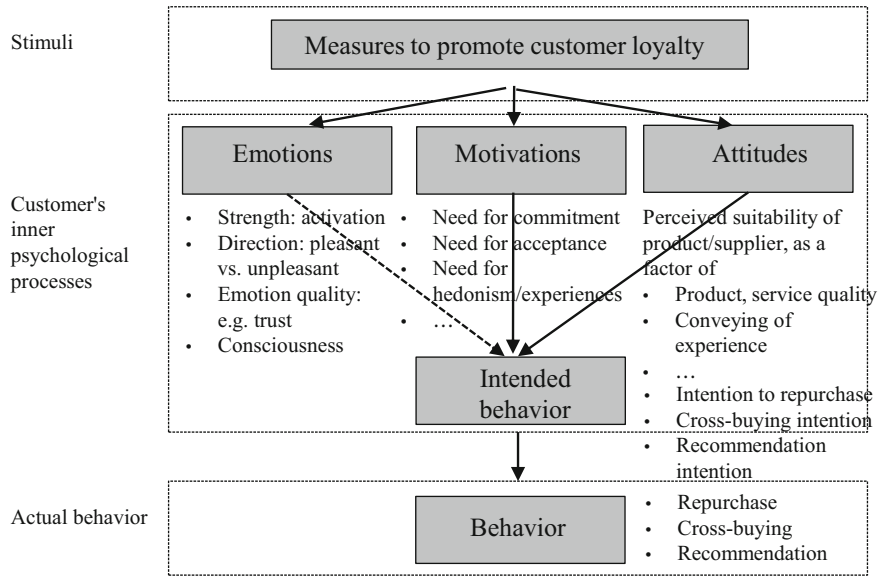 Stimuli
Measures to promote customer loyalty
Customer's
inner
psychological
processes
Emotions
• Strength: activation
• Direction: pleasant
vs. unpleasant
• Emotion quality:
e.g. trust
• Consciousness
Motivations
• Need for commitment
• Need for acceptance
• Need for
hedonism/experiences
• …
Attitudes
Perceived suitability of
product/supplier, as a
factor of
• Product, service quality
• Conveying of
experience
• …
Intended
behavior
• Intention to repurchase
• Cross-buying intention
• Recommendation
intention
Actual behavior
Behavior
• Repurchase
• Cross-buying
• Recommendation